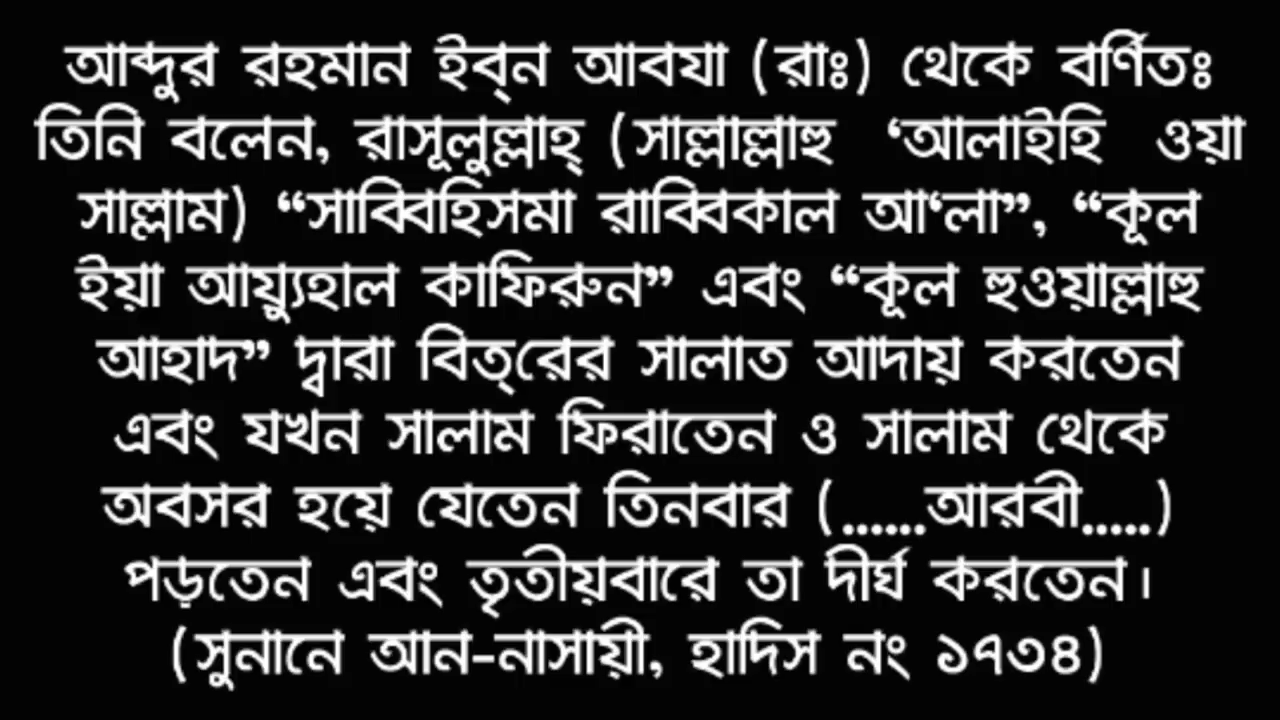 আব্দুর রহমান ইব্‌ন আবযা (রাঃ) থেকে বর্ণিতঃ
তিনি বলেন, রাসূলুল্লাহ্ (সাল্লাল্লাহু ‘আলাইহি ওয়া
সাল্লাম) “সাব্বিহিসমা রাব্বিকাল আ‘লা”, “কূল
ইয়া আয়্যুহাল কাফিরুন” এবং “কূল হুওয়াল্লাহু
আহাদ” দ্বারা বিত্‌রের সালাত আদায় করতেন
এবং যখন সালাম ফিরাতেন ও সালাম থেকে
অবসর হয়ে যেতেন তিনবার (......আরবী.....)
পড়তেন এবং তৃতীয়বারে তা দীর্ঘ করতেন।
(সুনানে আন-নাসায়ী, হাদিস নং ১৭৩৪)